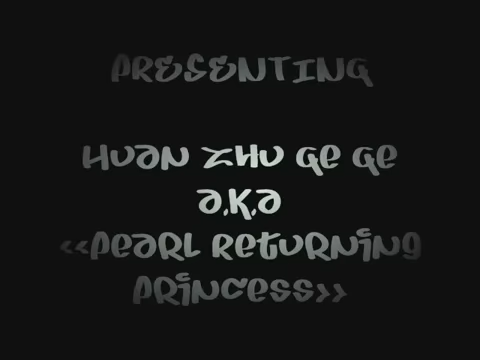 PRESENTING
HUAN ZHU GE GE
a.k.a
<<PEARL RETURNING
PRINCESS>>